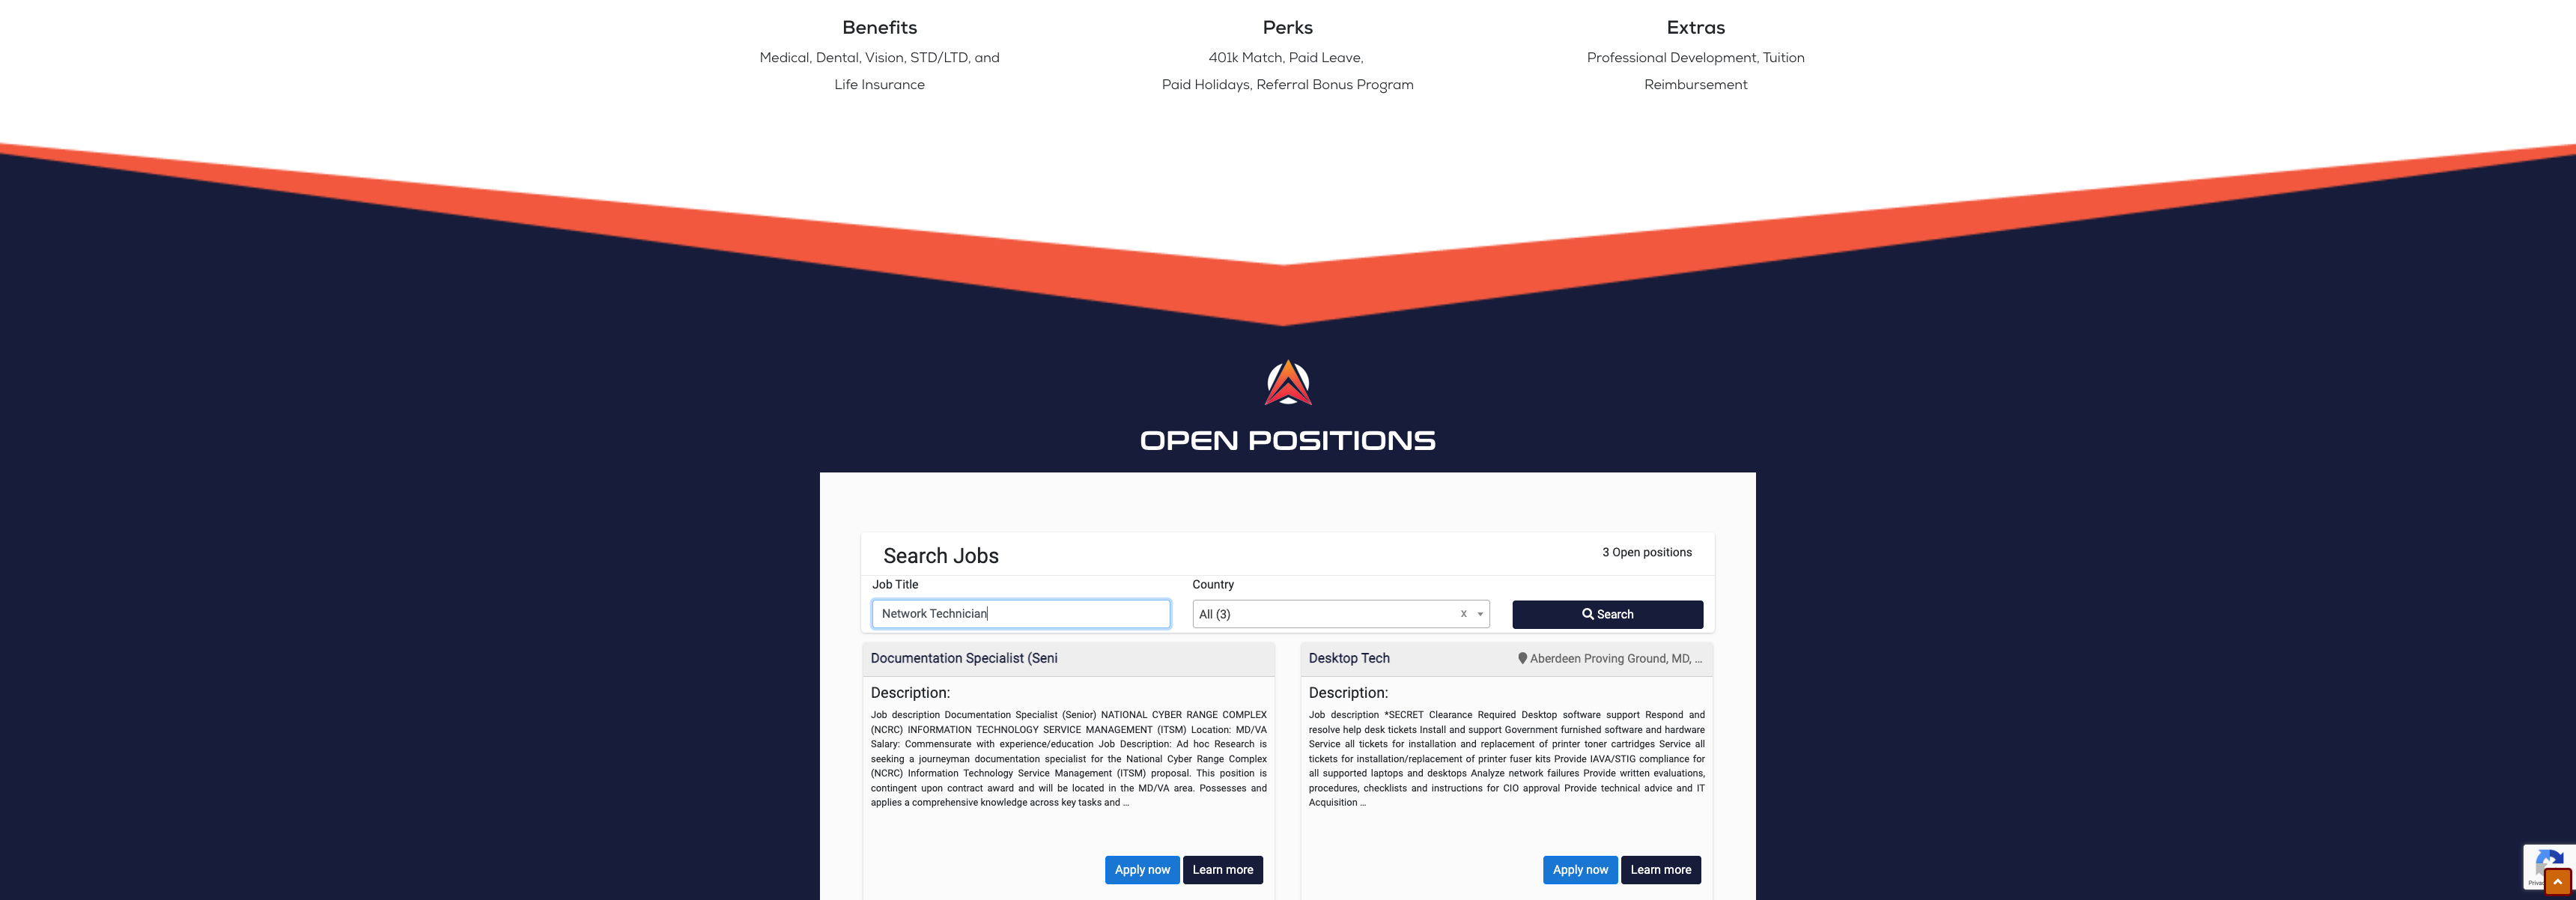 Benefits
Medical, Dental, Vision, STD/LTD, and
Life Insurance
Perks
401k Match, Paid Leave,
Paid Holidays, Referral Bonus Program
Extras
Professional Development, Tuition
Reimbursement
OPEN POSITIONS
Search Jobs
3 Open positions
Job Title
Country
Network Technician
All (3)
x
Search
Documentation Specialist (Seni
Description:
Job description Documentation Specialist (Senior) NATIONAL CYBER RANGE COMPLEX
(NCRC) INFORMATION TECHNOLOGY SERVICE MANAGEMENT (ITSM) Location: MD/VA
Salary: Commensurate with experience/education Job Description: Ad hoc Research is
seeking a journeyman documentation specialist for the National Cyber Range Complex
(NCRC) Information Technology Service Management (ITSM) proposal. This position is
contingent upon contract award and will be located in the MD/VA area. Possesses and
applies a comprehensive knowledge across key tasks and ...
Apply now
Learn more
Desktop Tech
Aberdeen Proving Ground, MD, ...
Description:
Job description *SECRET Clearance Required Desktop software support Respond and
resolve help desk tickets Install and support Government furnished software and hardware
Service all tickets for installation and replacement of printer toner cartridges Service all
tickets for installation/replacement of printer fuser kits Provide IAVA/STIG compliance for
all supported laptops and desktops Analyze network failures Provide written evaluations,
procedures, checklists and instructions for CIO approval Provide technical advice and IT
Acquisition ...
Apply now
Learn more